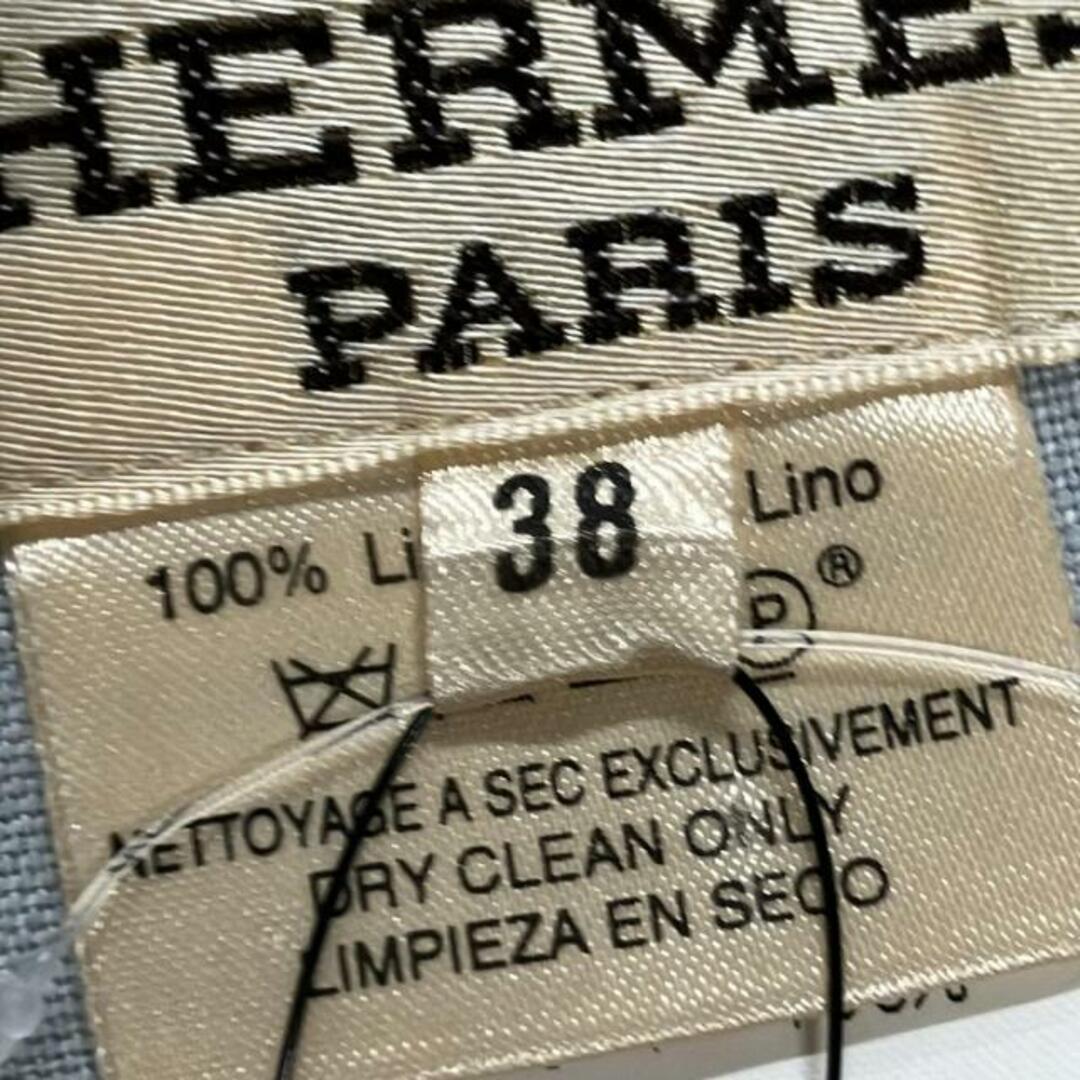 HERMES
PARIS
38
100% Li Lino
P ®
NETTOYAGE A SEC EXCLUSIVEMENT
DRY CLEAN ONLY
LIMPIEZA EN SECO